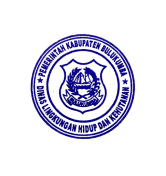 PEMERINTAH KABUPATEN BULUKUMBA
DINAS LINGKUNGAN HIDUP DAN KEHUTANAN